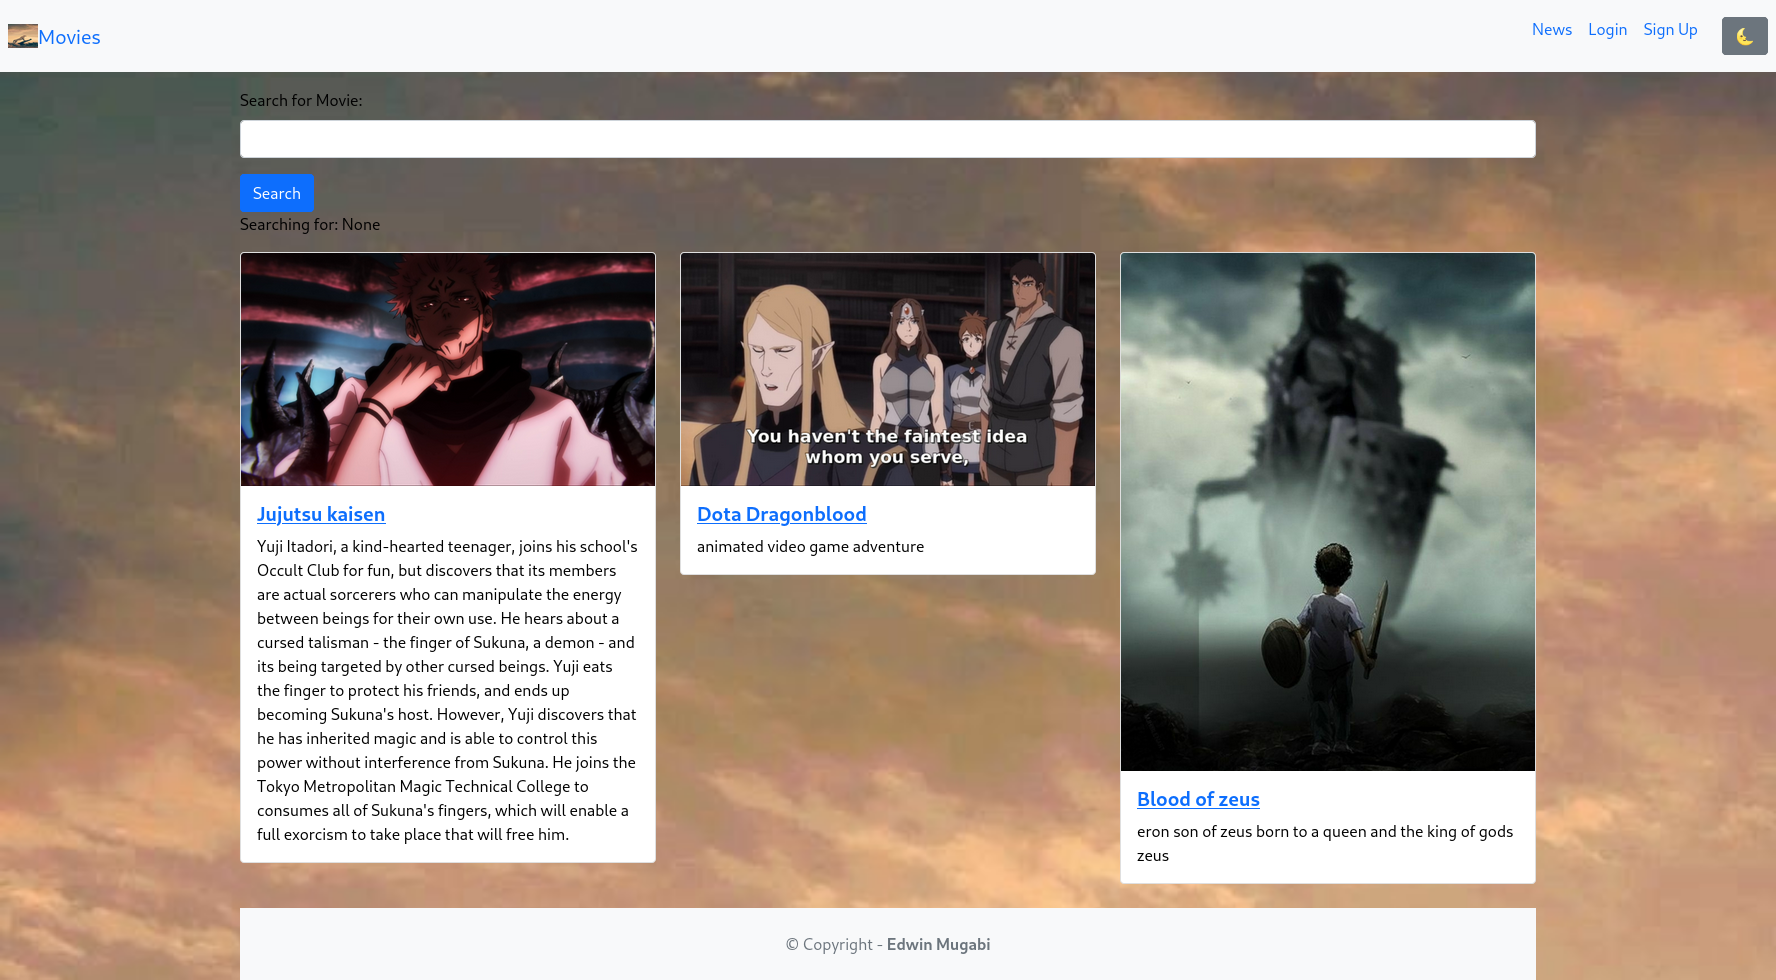 Movies
News Login Sign Up
Search for Movie:
Search
Searching for: None
You haven't the faintest idea
whom you serve,
Jujutsu kaisen
Yuji Itadori, a kind-hearted teenager, joins his school's
Occult Club for fun, but discovers that its members
are actual sorcerers who can manipulate the energy
between beings for their own use. He hears about a
cursed talisman - the finger of Sukuna, a demon - and
its being targeted by other cursed beings. Yuji eats
the finger to protect his friends, and ends up
becoming Sukuna's host. However, Yuji discovers that
he has inherited magic and is able to control this
power without interference from Sukuna. He joins the
Tokyo Metropolitan Magic Technical College to
consumes all of Sukuna's fingers, which will enable a
full exorcism to take place that will free him.
Dota Dragonblood
animated video game adventure
Blood of zeus
eron son of zeus born to a queen and the king of gods
zeus
© Copyright - Edwin Mugabi